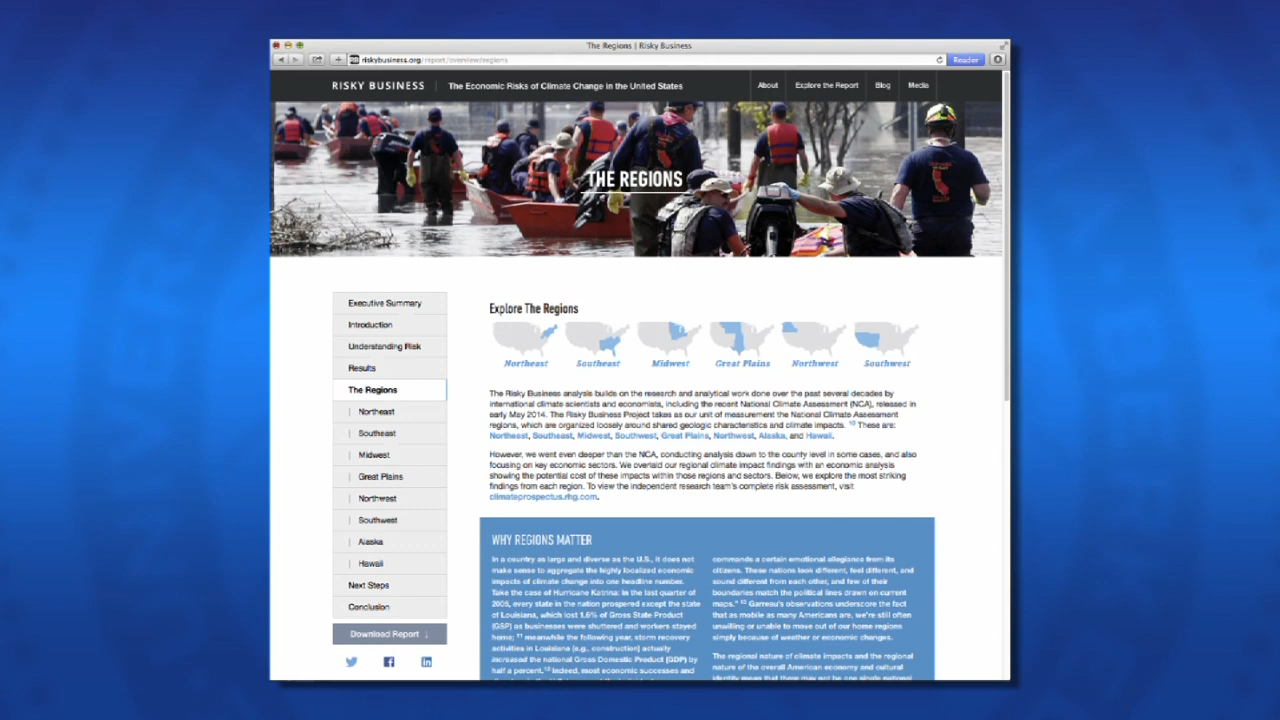 The Regions | Risky Business
riskybusiness.org/report/overview/regions
Reader
RISKY BUSINESS
The Economic Risks of Climate Change in the United States
About
Explore the Report
Blog
Media
THE REGIONS
Executive Summary
Introduction
Understanding Risk
Results
The Regions
Northeast
Southeast
Midwest
Great Plains
Northwest
Southwest
Alaska
Hawaii
Next Steps
Conclusion
Download Report ↓
Explore The Regions
Northeast
Southeast
Midwest
Great Plains
Northwest
Southwest
The Risky Business analysis builds on the research and analytical work done over the past several decades by
international climate scientists and economists, including the recent National Climate Assessment (NCA), released in
early May 2014. The Risky Business Project takes as our unit of measurement the National Climate Assessment
regions, which are organized loosely around shared geologic characteristics and climate impacts. These are:
Northeast, Southeast, Midwest, Southwest, Great Plains, Northwest, Alaska, and Hawaii.
However, we went even deeper than the NCA, conducting analysis down to the county level in some cases, and also
focusing on key economic sectors. We overlaid our regional climate impact findings with an economic analysis
showing the potential cost of these impacts within those regions and sectors. Below, we explore the most striking
findings from each region. To view the independent research team's complete risk assessment, visit
climateprospectus.rhg.com.
WHY REGIONS MATTER
In a country as large and diverse as the U.S., it does not
make sense to aggregate the highly localized economic
impacts of climate change into one headline number.
Take the case of Hurricane Katrina: In the last quarter of
2005, every state in the nation prospered except the state
of Louisiana, which lost 1.6% of Gross State Product
(GSP) as businesses were shuttered and workers stayed
home; 11 meanwhile the following year, storm recovery
activities in Louisiana (e.g., construction) actually
increased the national Gross Domestic Product (GDP) by
half a percent. Indeed, most economic successes and
commands a certain emotional allegiance from its
citizens. These nations look different, feel different, and
sound different from each other, and few of their
boundaries match the political lines drawn on current
maps." Garreau's observations underscore the fact
that as mobile as many Americans are, we're still often
unwilling or unable to move out of our home regions
simply because of weather or economic changes.
The regional nature of climate impacts and the regional
nature of the overall American economy and cultural
identity mean that there may not be one single national